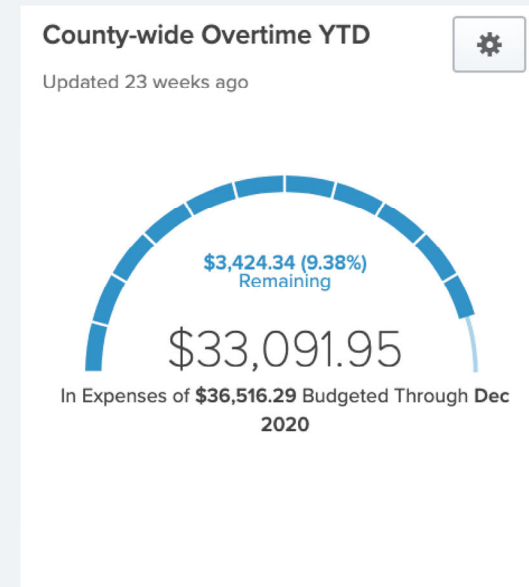 County-wide Overtime YTD
Updated 23 weeks ago
$3,424.34 (9.38%)
Remaining
$33,091.95
In Expenses of $36,516.29 Budgeted Through Dec
2020